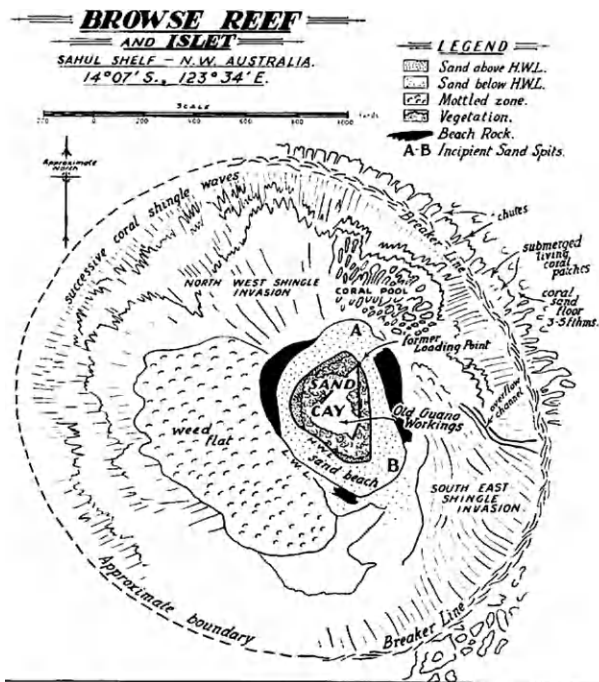 BROWSE REEF
AND ISLET
SAHUL SHELF - N.W. AUSTRALIA.
14°07' S., 123°34' E.
LEGEND
Sand above H.W.L.
Sand below H.W.L.
Mottled zone.
Vegetation.
Beach Rock.
A-B Incipient Sand Spits.
SCALE
200 0 200 400 600 800 1000 Yards
Approximate
North
successive coral shingle waves
Breaker Line
chutes
submerged
living
coral
patches
coral
sand
floor
3-5 fthms.
NORTH WEST SHINGLE
INVASION
CORAL POOL
A
former
Loading Point
overflow
channel
SAND
CAY
Old Guano
Workings
weed
flat
H.W.L.
L.W.L.
sand beach
B
SOUTH EAST
SHINGLE
INVASION
Approximate boundary
Breaker Line